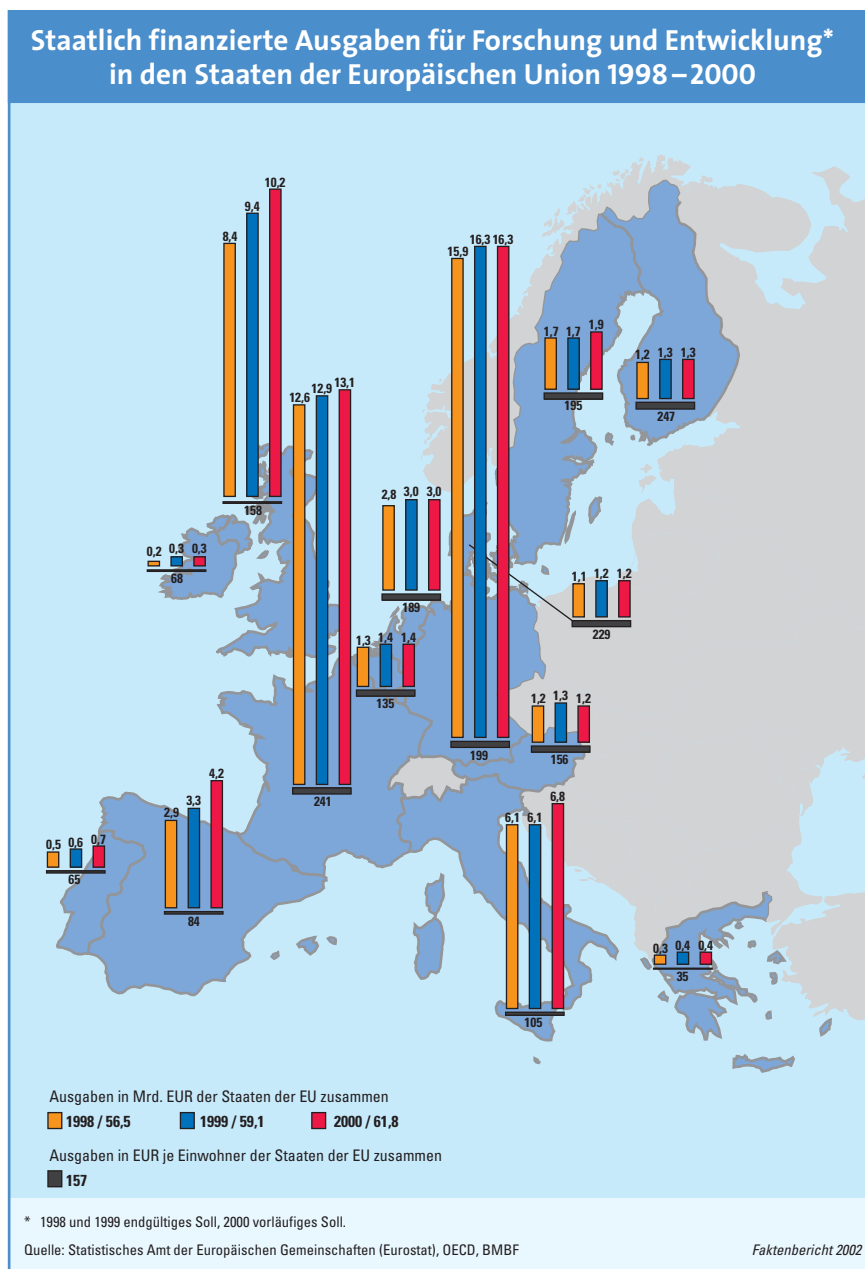 Staatlich finanzierte Ausgaben für Forschung und Entwicklung*
in den Staaten der Europäischen Union 1998–2000
8,4 9,4 10,2
158
15,9 16,3 16,3
199
12,6 12,9 13,1
241
1,7 1,7 1,9
195
1,2 1,3 1,3
247
2,8 3,0 3,0
189
0,2 0,3 0,3
68
1,1 1,2 1,2
229
1,3 1,4 1,4
135
1,2 1,3 1,2
156
2,9 3,3 4,2
84
0,5 0,6 0,7
65
6,1 6,1 6,8
105
0,3 0,4 0,4
35
Ausgaben in Mrd. EUR der Staaten der EU zusammen
1998 / 56,5 1999 / 59,1 2000 / 61,8
Ausgaben in EUR je Einwohner der Staaten der EU zusammen
157
* 1998 und 1999 endgültiges Soll, 2000 vorläufiges Soll.
Quelle: Statistisches Amt der Europäischen Gemeinschaften (Eurostat), OECD, BMBF Faktenbericht 2002